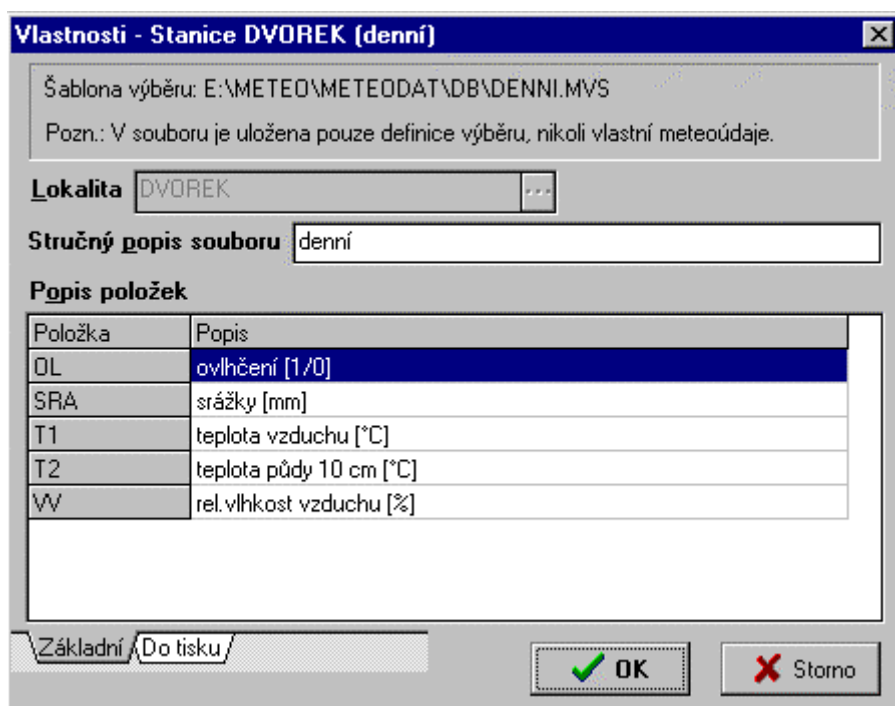 Vlastnosti - Stanice DVOREK (denní)
Šablona výběru: E:\METEO\METEODAT\DB\DENNI.MVS
Pozn.: V souboru je uložena pouze definice výběru, nikoli vlastní meteoúdaje.
Lokalita DVOREK ...
Stručný popis souboru denní
Popis položek
Položka Popis
OL ovlhčení [1/0]
SRA srážky [mm]
T1 teplota vzduchu [°C]
T2 teplota půdy 10 cm [°C]
VV rel.vlhkost vzduchu [%]
Základní Do tisku
OK Storno